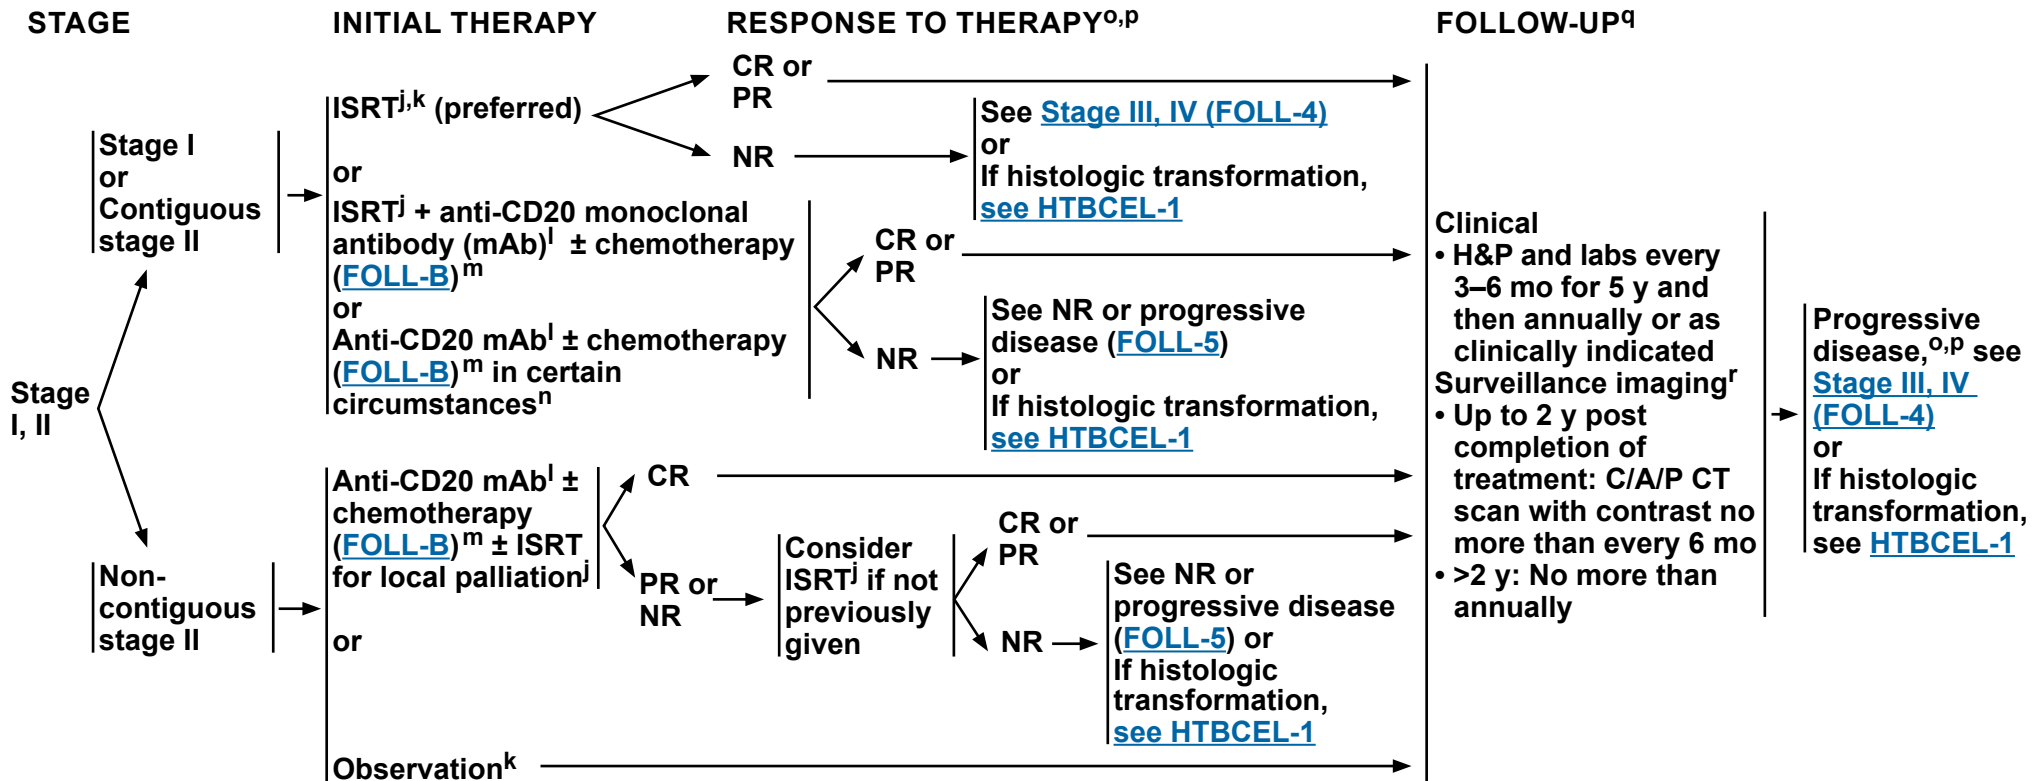 STAGE
INITIAL THERAPY
RESPONSE TO THERAPYo,p
FOLLOW-UPq
Stage
I, II
Stage I
or
Contiguous
stage II
ISRTj,k (preferred)
or
ISRTj + anti-CD20 monoclonal
antibody (mAb)l ± chemotherapy
(FOLL-B)m
or
Anti-CD20 mAbl ± chemotherapy
(FOLL-B)m in certain
circumstancesn
CR or
PR
NR
See Stage III, IV (FOLL-4)
or
If histologic transformation,
see HTBCEL-1
CR or
PR
NR
See NR or progressive
disease (FOLL-5)
or
If histologic transformation,
see HTBCEL-1
Non-
contiguous
stage II
Anti-CD20 mAbl ±
chemotherapy
(FOLL-B)m ± ISRT
for local palliationj
or
Observationk
CR
PR or
NR
Consider
ISRTj if not
previously
given
CR or
PR
NR
See NR or
progressive disease
(FOLL-5) or
If histologic
transformation,
see HTBCEL-1
Clinical
• H&P and labs every
3–6 mo for 5 y and
then annually or as
clinically indicated
Surveillance imagingr
• Up to 2 y post
completion of
treatment: C/A/P CT
scan with contrast no
more than every 6 mo
• >2 y: No more than
annually
Progressive
disease,o,p see
Stage III, IV
(FOLL-4)
or
If histologic
transformation,
see HTBCEL-1